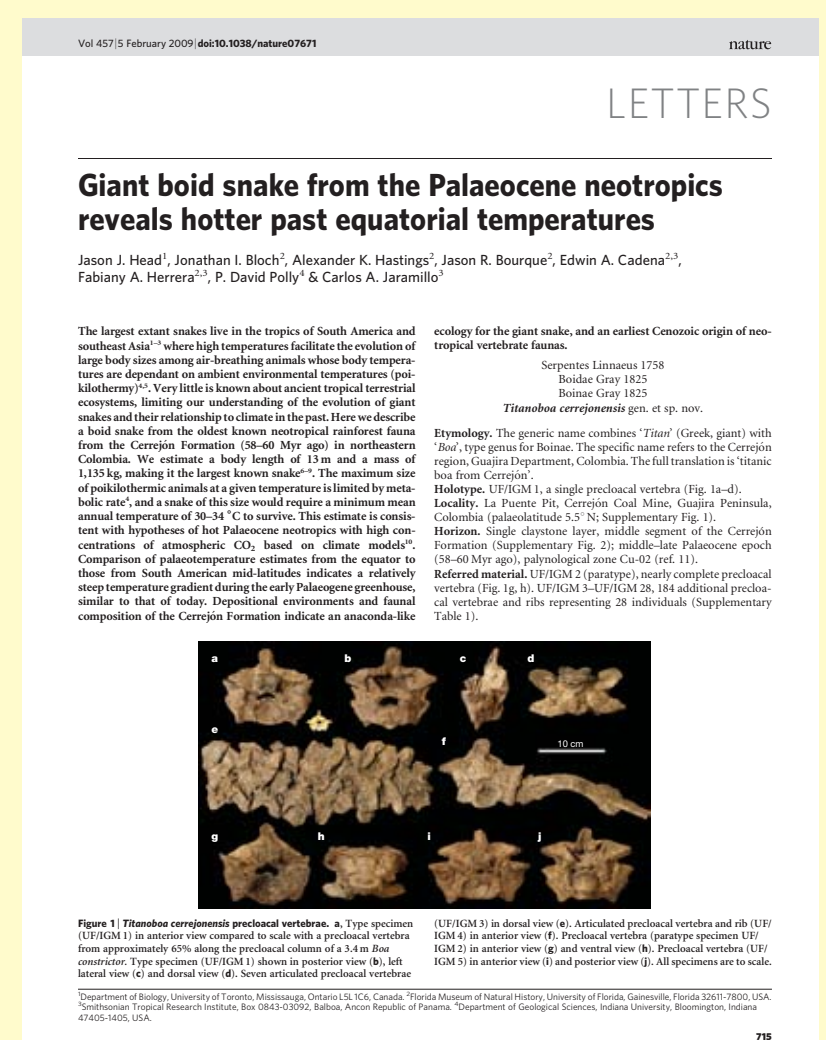 Vol 457|5 February 2009|doi:10.1038/nature07671
nature
LETTERS
Giant boid snake from the Palaeocene neotropics
reveals hotter past equatorial temperatures
Jason J. Head1, Jonathan I. Bloch2, Alexander K. Hastings2, Jason R. Bourque2, Edwin A. Cadena2,3,
Fabiany A. Herrera2,3, P. David Polly4 & Carlos A. Jaramillo3
The largest extant snakes live in the tropics of South America and
southeast Asia1–3 where high temperatures facilitate the evolution of
large body sizes among air-breathing animals whose body tempera-
tures are dependant on ambient environmental temperatures (poi-
kilothermy)4,5. Very little is known about ancient tropical terrestrial
ecosystems, limiting our understanding of the evolution of giant
snakes and their relationship to climate in the past. Here we describe
a boid snake from the oldest known neotropical rainforest fauna
from the Cerrejón Formation (58–60 Myr ago) in northeastern
Colombia. We estimate a body length of 13 m and a mass of
1,135 kg, making it the largest known snake6–9. The maximum size
of poikilothermic animals at a given temperature is limited by meta-
bolic rate4, and a snake of this size would require a minimum mean
annual temperature of 30–34 °C to survive. This estimate is consis-
tent with hypotheses of hot Palaeocene neotropics with high con-
centrations of atmospheric CO2 based on climate models10.
Comparison of palaeotemperature estimates from the equator to
those from South American mid-latitudes indicates a relatively
steep temperature gradient during the early Palaeogene greenhouse,
similar to that of today. Depositional environments and faunal
composition of the Cerrejón Formation indicate an anaconda-like
ecology for the giant snake, and an earliest Cenozoic origin of neo-
tropical vertebrate faunas.
Serpentes Linnaeus 1758
Boidae Gray 1825
Boinae Gray 1825
Titanoboa cerrejonensis gen. et sp. nov.
Etymology. The generic name combines 'Titan' (Greek, giant) with
'Boa', type genus for Boinae. The specific name refers to the Cerrejón
region, Guajira Department, Colombia. The full translation is 'titanic
boa from Cerrejón'.
Holotype. UF/IGM 1, a single precloacal vertebra (Fig. 1a–d).
Locality. La Puente Pit, Cerrejón Coal Mine, Guajira Peninsula,
Colombia (palaeolatitude 5.5° N; Supplementary Fig. 1).
Horizon. Single claystone layer, middle segment of the Cerrejón
Formation (Supplementary Fig. 2); middle–late Palaeocene epoch
(58–60 Myr ago), palynological zone Cu-02 (ref. 11).
Referred material. UF/IGM 2 (paratype), nearly complete precloacal
vertebra (Fig. 1g, h). UF/IGM 3–UF/IGM 28, 184 additional precloa-
cal vertebrae and ribs representing 28 individuals (Supplementary
Table 1).
a
b
c
d
e
f
10 cm
g
h
i
j
Figure 1 | Titanoboa cerrejonensis precloacal vertebrae. a, Type specimen
(UF/IGM 1) in anterior view compared to scale with a precloacal vertebra
from approximately 65% along the precloacal column of a 3.4 m Boa
constrictor. Type specimen (UF/IGM 1) shown in posterior view (b), left
lateral view (c) and dorsal view (d). Seven articulated precloacal vertebrae
(UF/IGM 3) in dorsal view (e). Articulated precloacal vertebra and rib (UF/
IGM 4) in anterior view (f). Precloacal vertebra (paratype specimen UF/
IGM 2) in anterior view (g) and ventral view (h). Precloacal vertebra (UF/
IGM 5) in anterior view (i) and posterior view (j). All specimens are to scale.
1Department of Biology, University of Toronto, Mississauga, Ontario L5L 1C6, Canada. 2Florida Museum of Natural History, University of Florida, Gainesville, Florida 32611-7800, USA.
3Smithsonian Tropical Research Institute, Box 0843-03092, Balboa, Ancon Republic of Panama. 4Department of Geological Sciences, Indiana University, Bloomington, Indiana
47405-1405, USA.
715